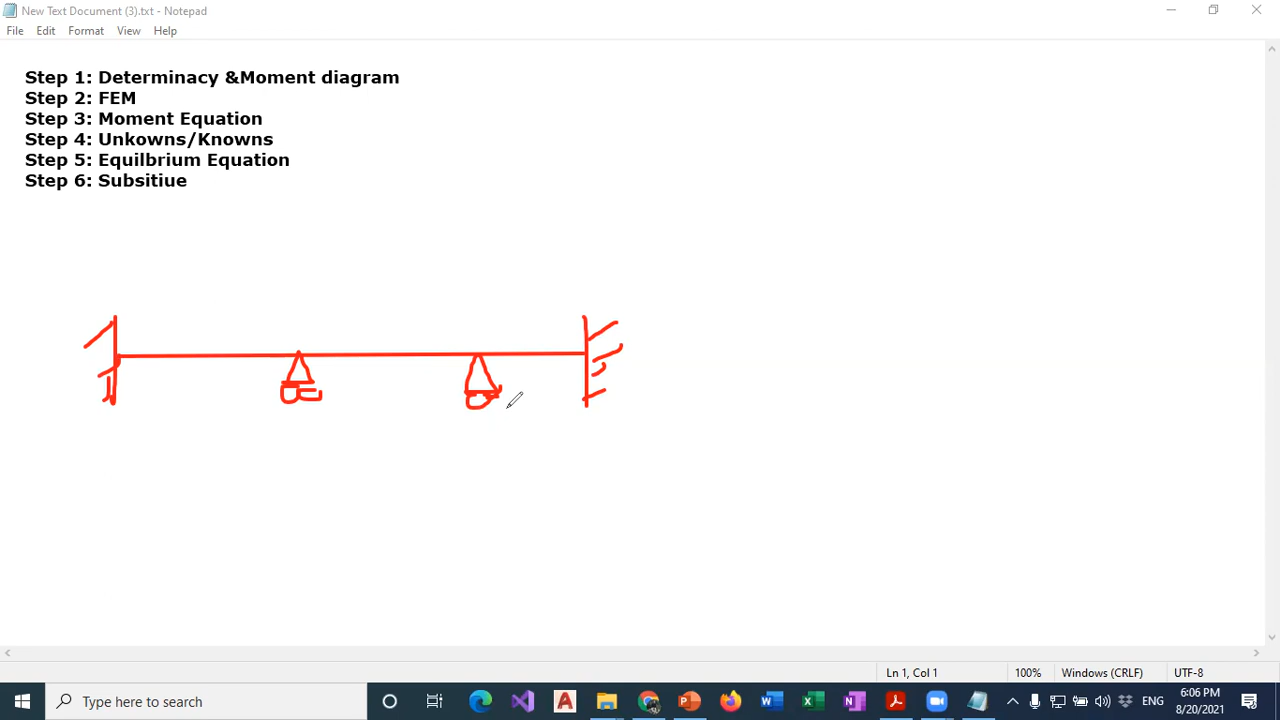 New Text Document (3).txt - Notepad
File Edit Format View Help
Step 1: Determinacy &Moment diagram
Step 2: FEM
Step 3: Moment Equation
Step 4: Unkowns/Knowns
Step 5: Equilbrium Equation
Step 6: Subsitiue
Ln 1, Col 1 100% Windows (CRLF) UTF-8
Type here to search
ENG
6:06 PM
8/20/2021